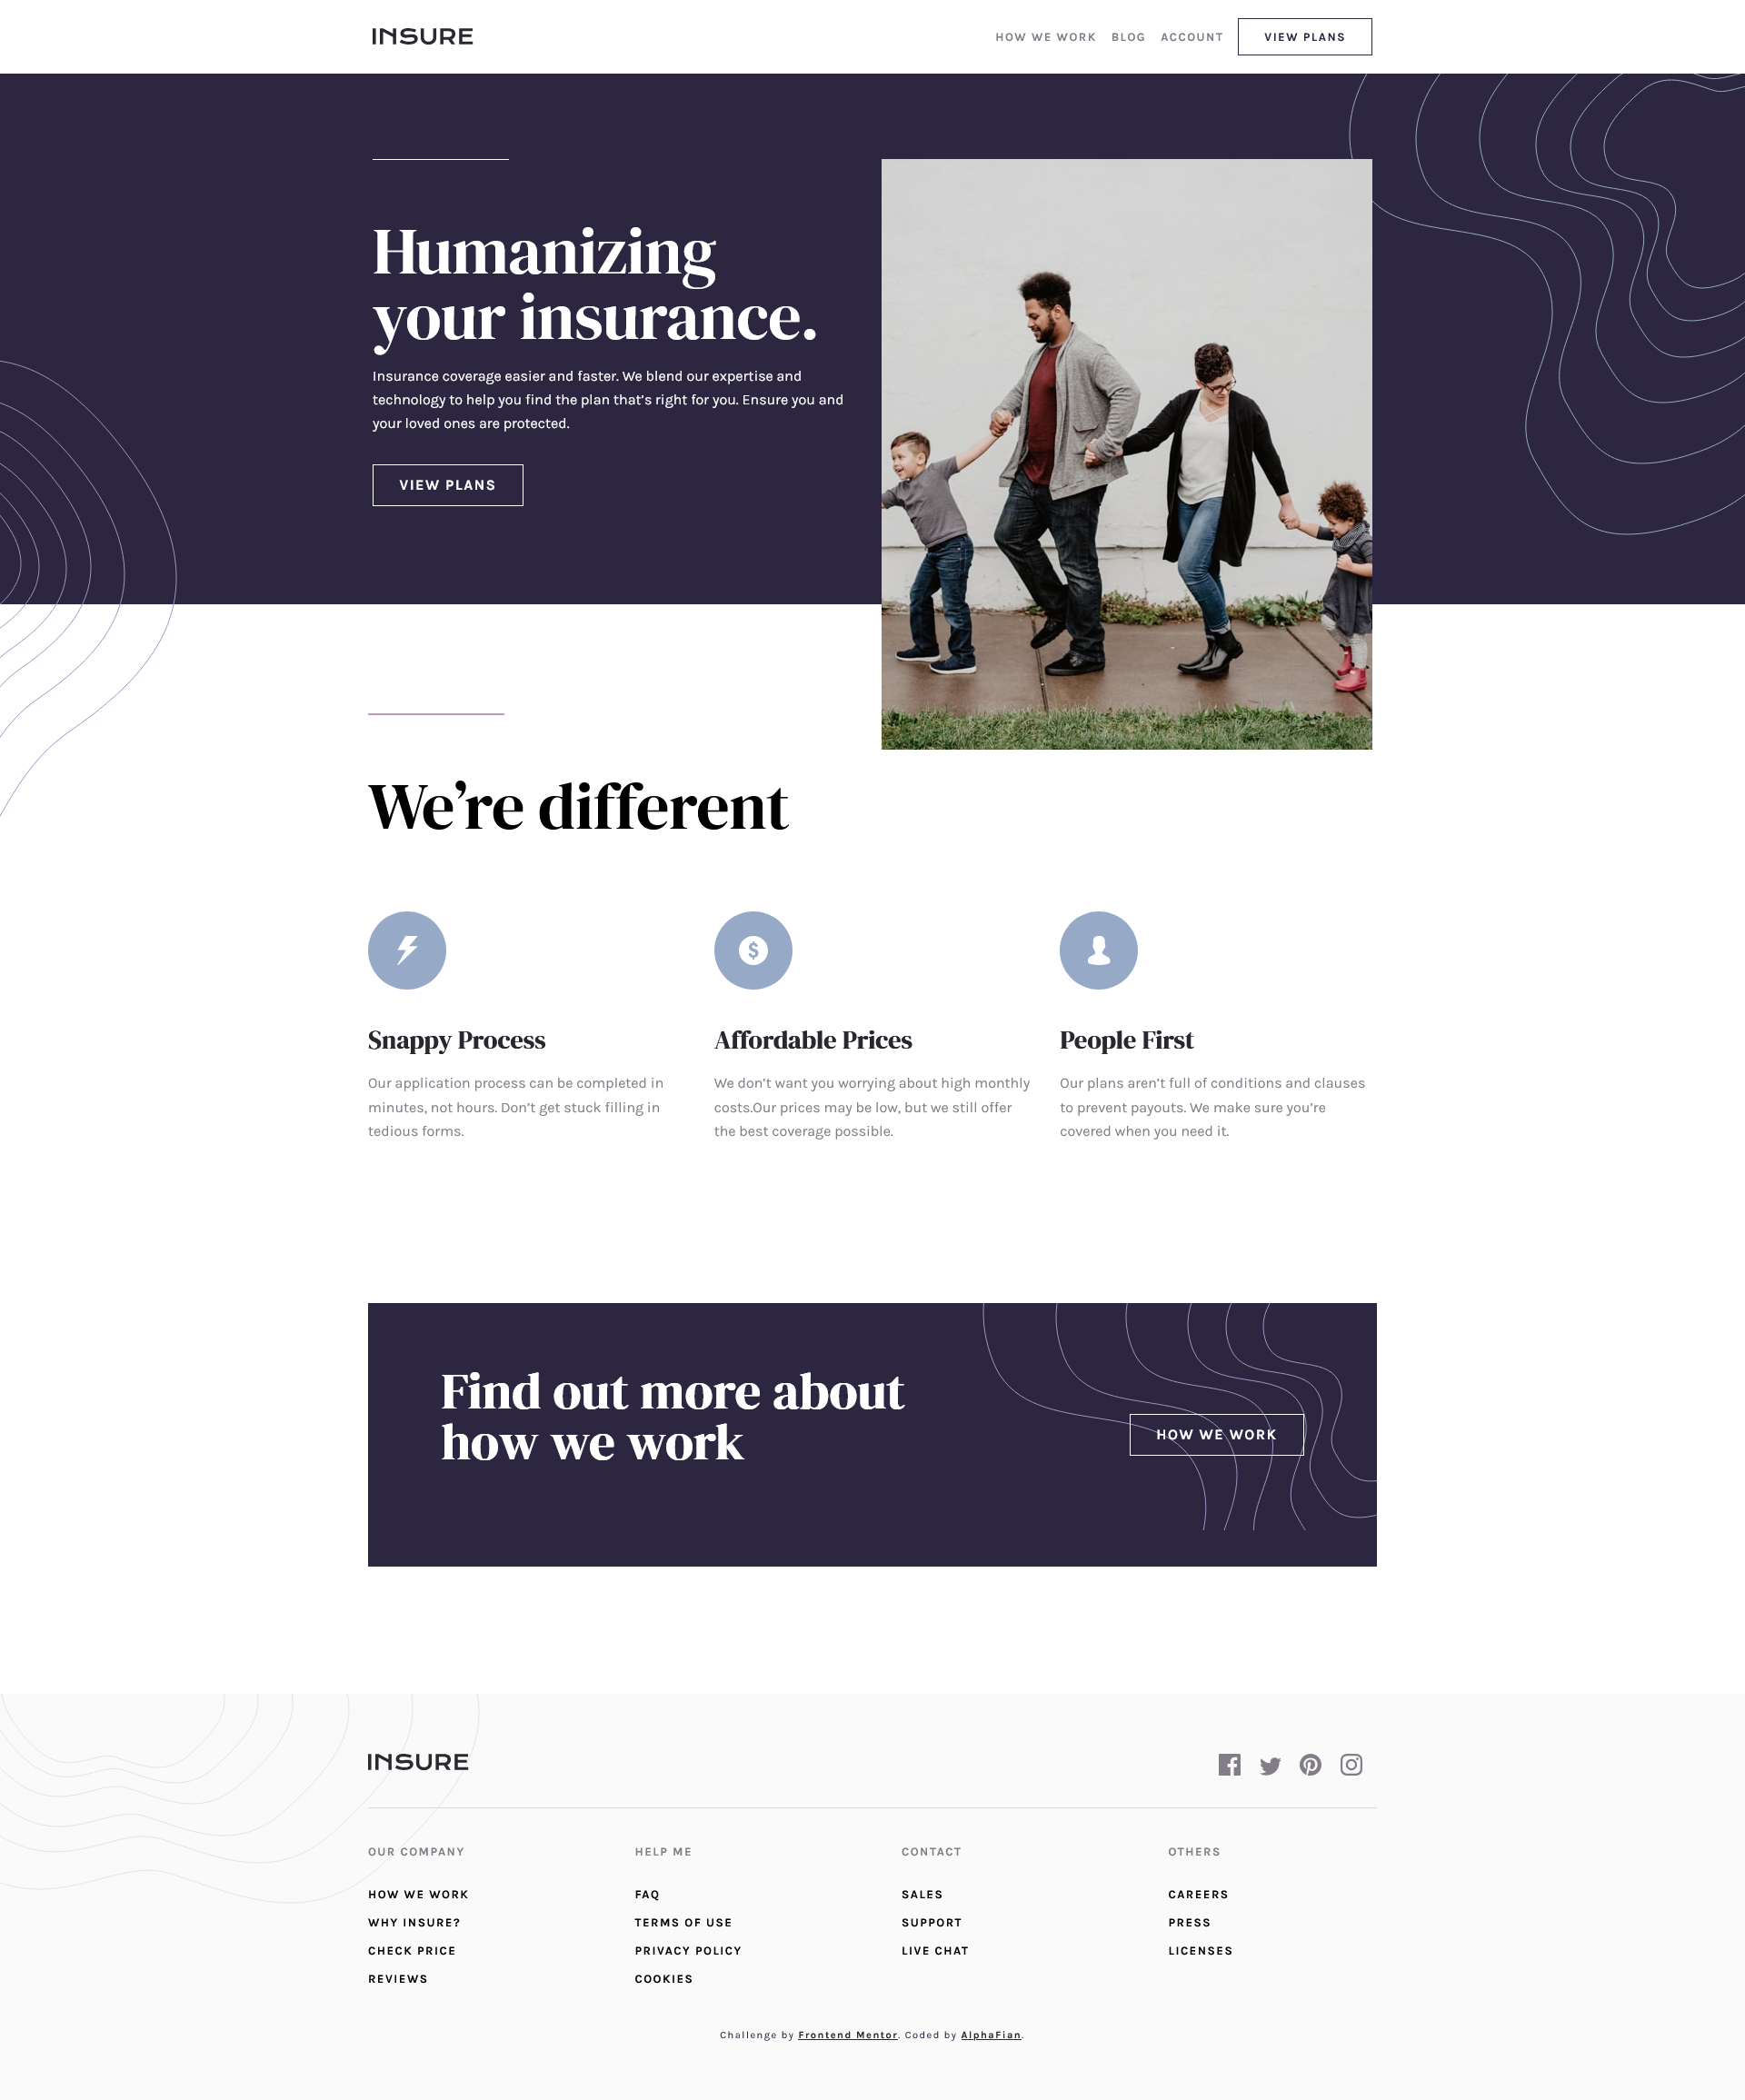 INSURE
HOW WE WORK BLOG ACCOUNT VIEW PLANS
Humanizing
your insurance.
Insurance coverage easier and faster. We blend our expertise and
technology to help you find the plan that’s right for you. Ensure you and
your loved ones are protected.
VIEW PLANS
We’re different
Snappy Process
Our application process can be completed in
minutes, not hours. Don’t get stuck filling in
tedious forms.
Affordable Prices
We don’t want you worrying about high monthly
costs.Our prices may be low, but we still offer
the best coverage possible.
People First
Our plans aren’t full of conditions and clauses
to prevent payouts. We make sure you’re
covered when you need it.
Find out more about
how we work
HOW WE WORK
INSURE
OUR COMPANY
HOW WE WORK
WHY INSURE?
CHECK PRICE
REVIEWS
HELP ME
FAQ
TERMS OF USE
PRIVACY POLICY
COOKIES
CONTACT
SALES
SUPPORT
LIVE CHAT
OTHERS
CAREERS
PRESS
LICENSES
Challenge by Frontend Mentor. Coded by AlphaFian.